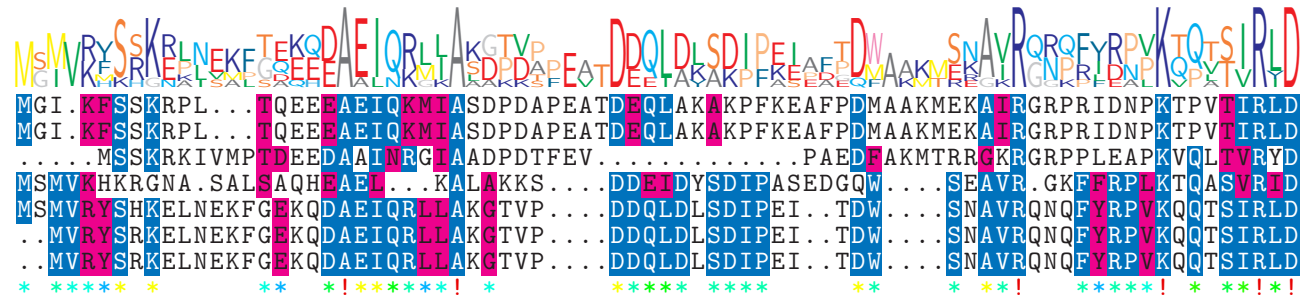 MGI.KFSSKRPL...TQEEEAEIQKMIASDPDAPEATDEQLAKAKPFKEAFPDMAAKMEKAIRGRPRIDNPKTPVTIRLD
MGI.KFSSKRPL...TQEEEAEIQKMIASDPDAPEATDEQLAKAKPFKEAFPDMAAKMEKAIRGRPRIDNPKTPVTIRLD
.....MSSKRKIVMPTDEEDAAINRGIAADPDTFEV.............PAEDFAKMTRRGKRGRPPLEAPKVQLTVRYD
MSMVKHKRGNA.SALSAQHEAEL...KALAKKS....DDEIDYSDIPASEDGQW....SEAVR.GKFFRPLKTQASVRID
MSMVRYSHKELNEKFGEKQDAEIQRLLAKGTVP....DDQLDLSDIPEI..TDW....SNAVRQNQFYRPVKQQTSIRLD
..MVRYSRKELNEKFGEKQDAEIQRLLAKGTVP....DDQLDLSDIPEI..TDW....SNAVRQNQFYRPVKQQTSIRLD
..MVRYSRKELNEKFGEKQDAEIQRLLAKGTVP....DDQLDLSDIPEI..TDW....SNAVRQNQFYRPVKQQTSIRLD
******* * ** *!******! * **** **** ** * **! *****! * **!*!